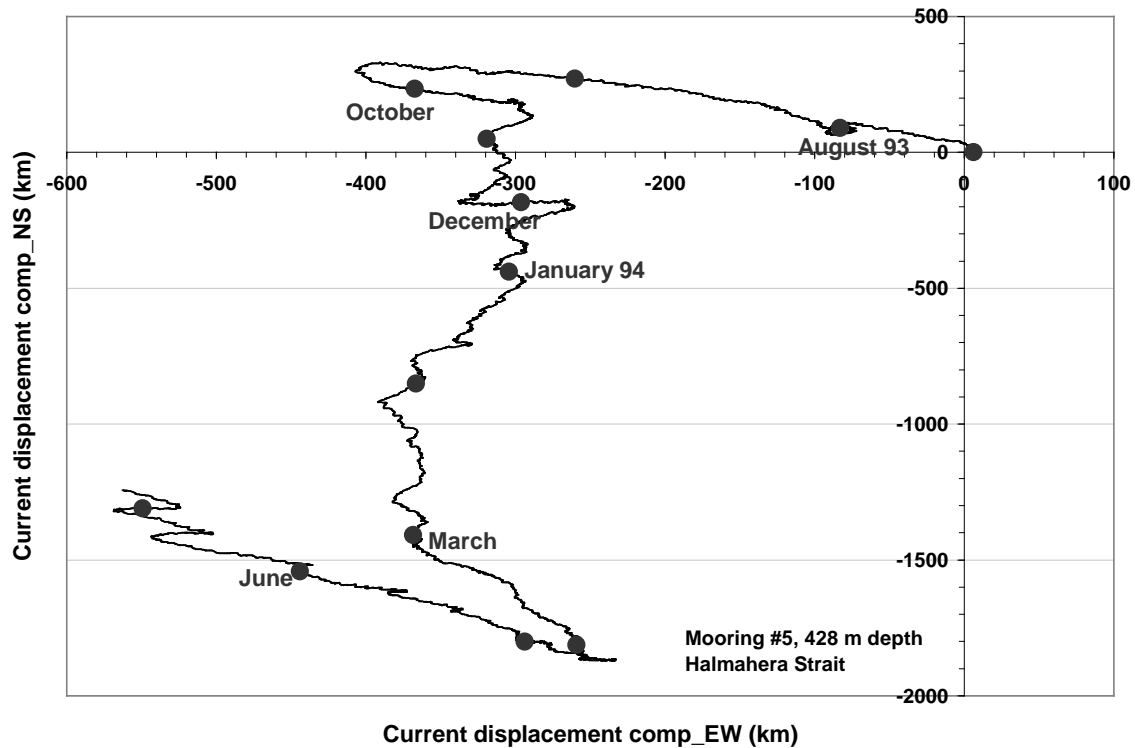 500
October
August 93
0
-600
-500
-400
-300
-200
-100
0
100
December
January 94
-500
-1000
March
-1500
June
Mooring #5, 428 m depth
Halmahera Strait
-2000
Current displacement comp_NS (km)
Current displacement comp_EW (km)